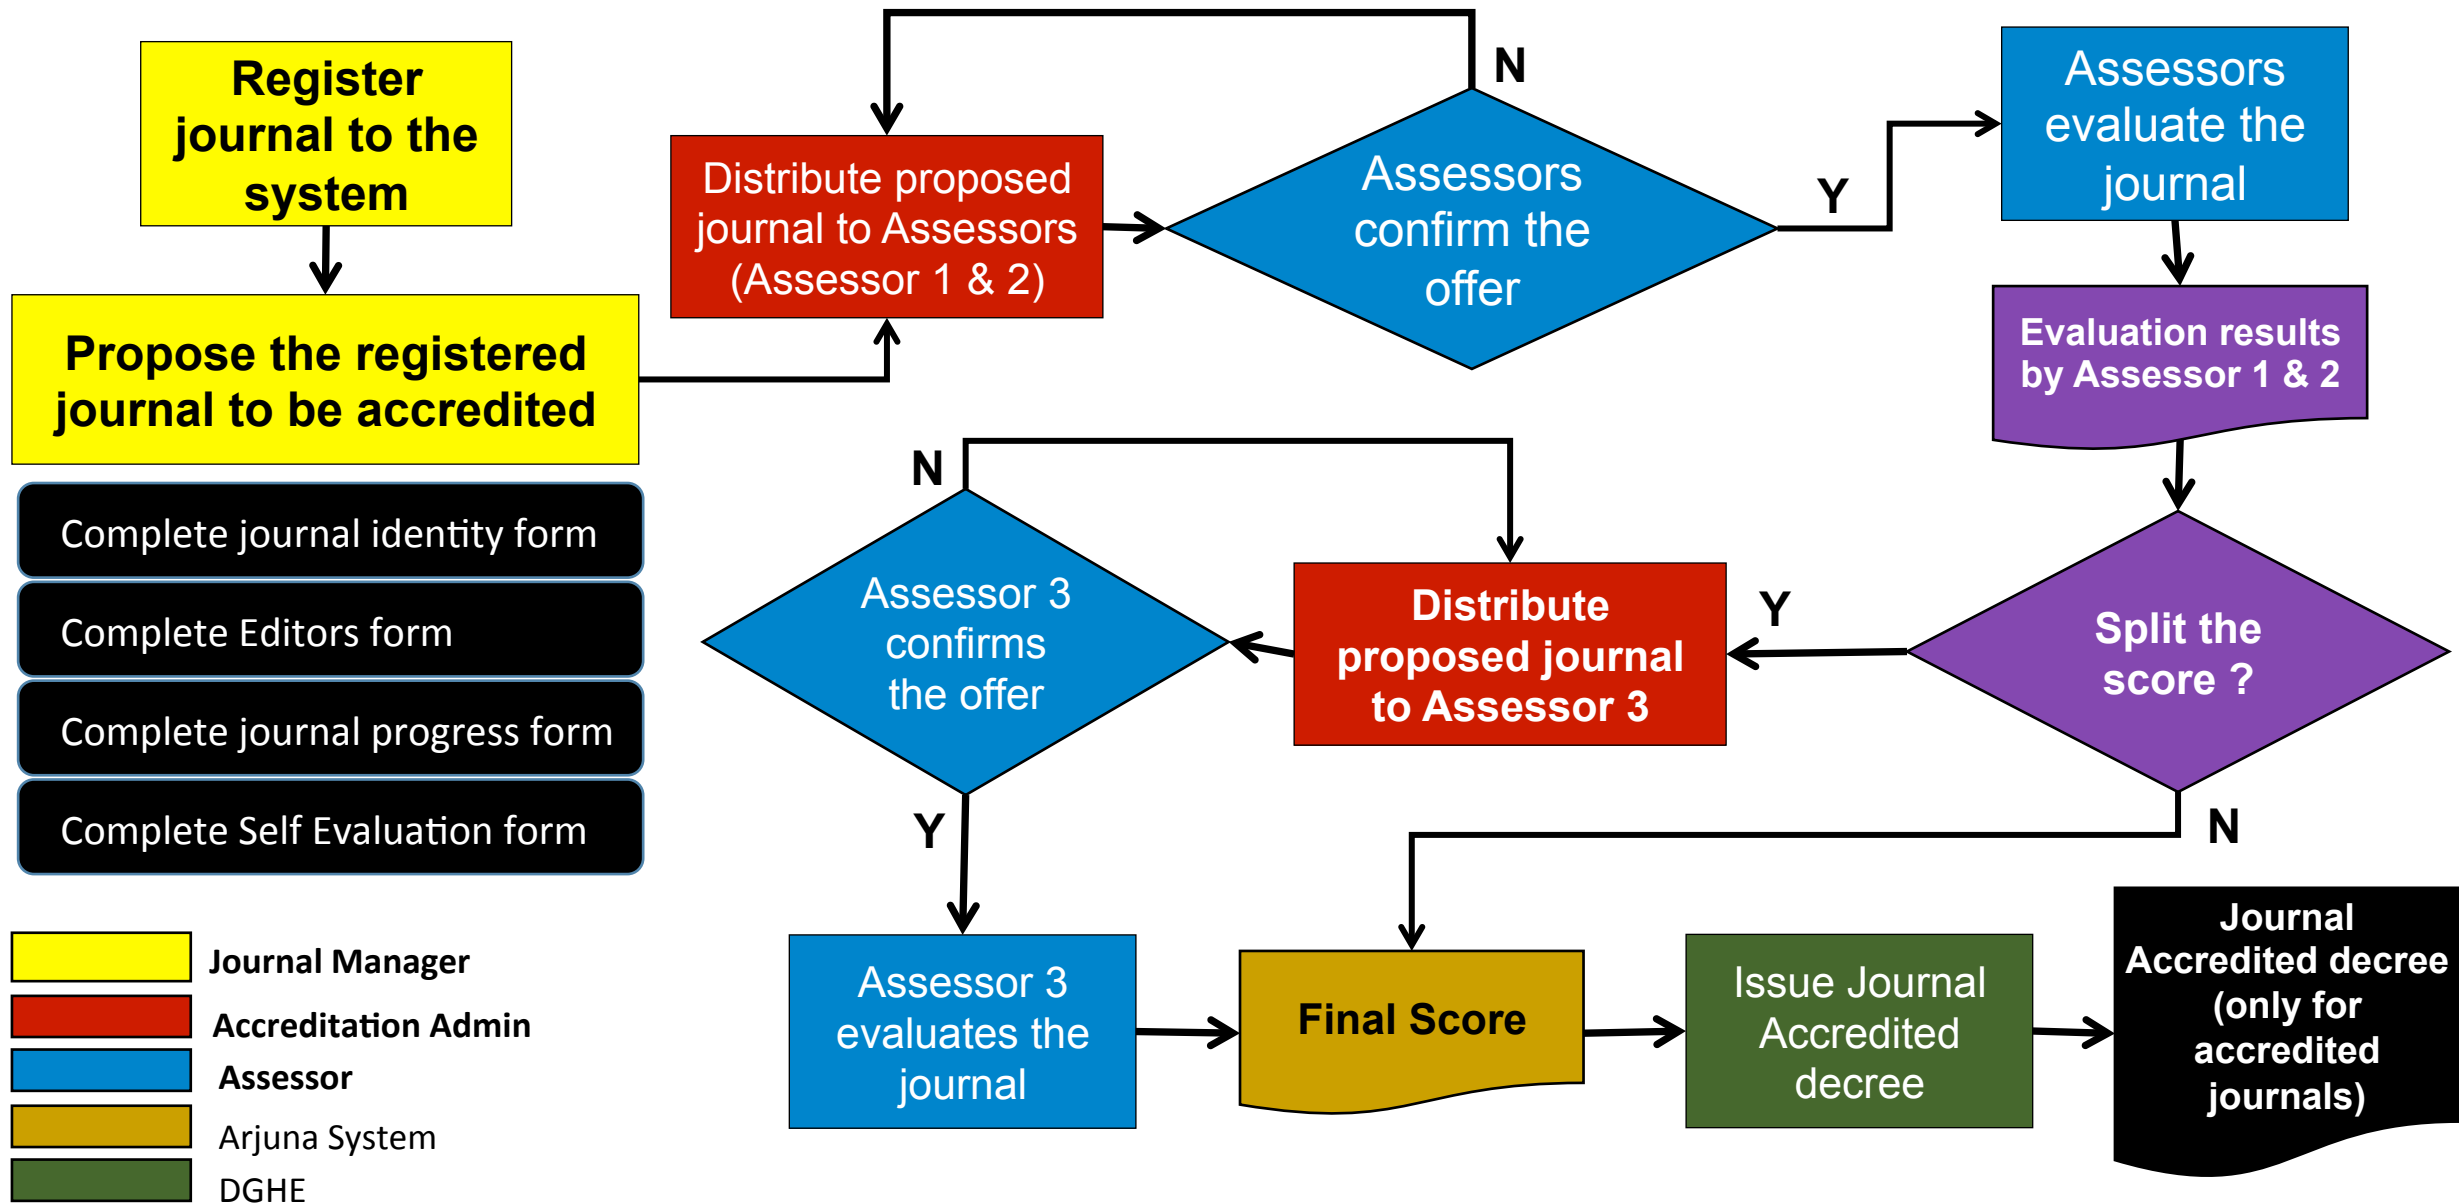 Register
journal to the
system
Propose the registered
journal to be accredited
Complete journal identity form
Complete Editors form
Complete journal progress form
Complete Self Evaluation form
Journal Manager
Accreditation Admin
Assessor
Arjuna System
DGHE
Distribute proposed
journal to Assessors
(Assessor 1 & 2)
N
Assessors
confirm the
offer
Y
Assessors
evaluate the
journal
Evaluation results
by Assessor 1 & 2
Split the
score ?
Y
N
Distribute
proposed journal
to Assessor 3
N
Assessor 3
confirms
the offer
Y
Assessor 3
evaluates the
journal
Final Score
Issue Journal
Accredited
decree
Journal
Accredited decree
(only for
accredited
journals)